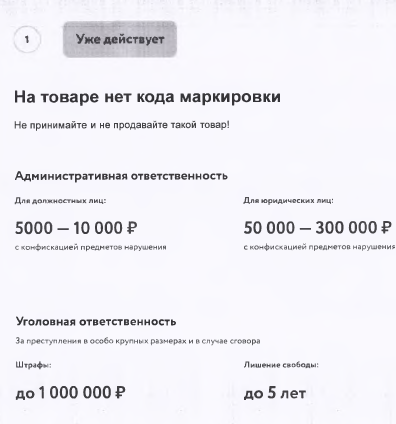 1 Уже действует
На товаре нет кода маркировки
Не принимайте и не продавайте такой товар!
Административная ответственность
Для должностных лиц: Для юридических лиц:
5000 — 10 000 ₽ 50 000 — 300 000 ₽
с конфискацией предметов нарушения с конфискацией предметов нарушения
Уголовная ответственность
За преступления в особо крупных размерах и в случае сговора
Штрафы: Лишение свободы:
до 1 000 000 ₽ до 5 лет